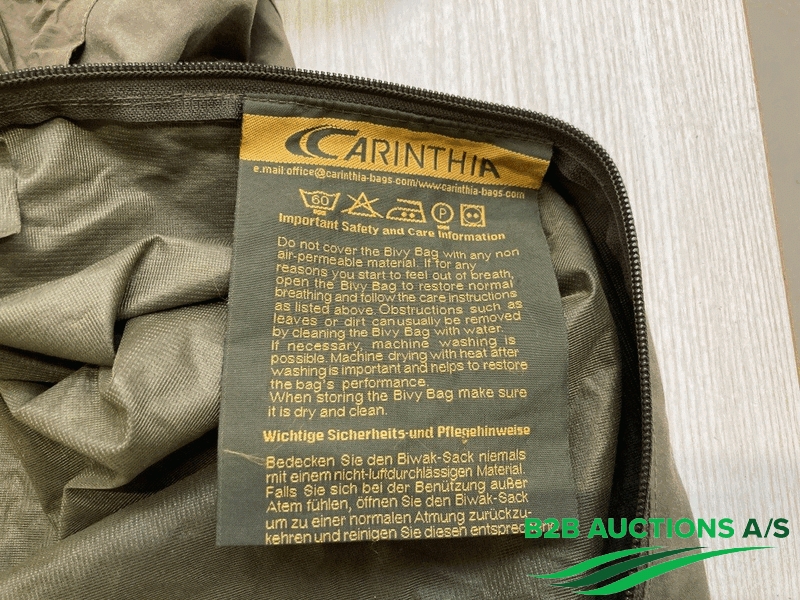 CARINTHIA
e.mail office@carinthia-bags.com/www.carinthia-bags.com
60 P
Important Safety and Care Information
Do not cover the Bivy Bag with any non
air-permeable material. If for any
reasons you start to feel out of breath,
open the Bivy Bag to restore normal
breathing and follow the care instructions
as listed above. Obstructions such as
leaves or dirt can usually be removed
by cleaning the Bivy Bag with water.
If necessary, machine washing is
possible. Machine drying with heat after
washing is important and helps to restore
the bag's performance.
When storing the Bivy Bag make sure
it is dry and clean.
Wichtige Sicherheits-und Pflegehinweise
Bedecken Sie den Biwak-Sack niemals
mit einem nicht-luftdurchlässigen Material.
Falls Sie sich bei der Benützung außer
Atem fühlen, öffnen Sie den Biwak-Sack
um zu einer normalen Atmung zurückzu-
kehren und reinigen Sie diesen entsprec
B2B AUCTIONS A/S